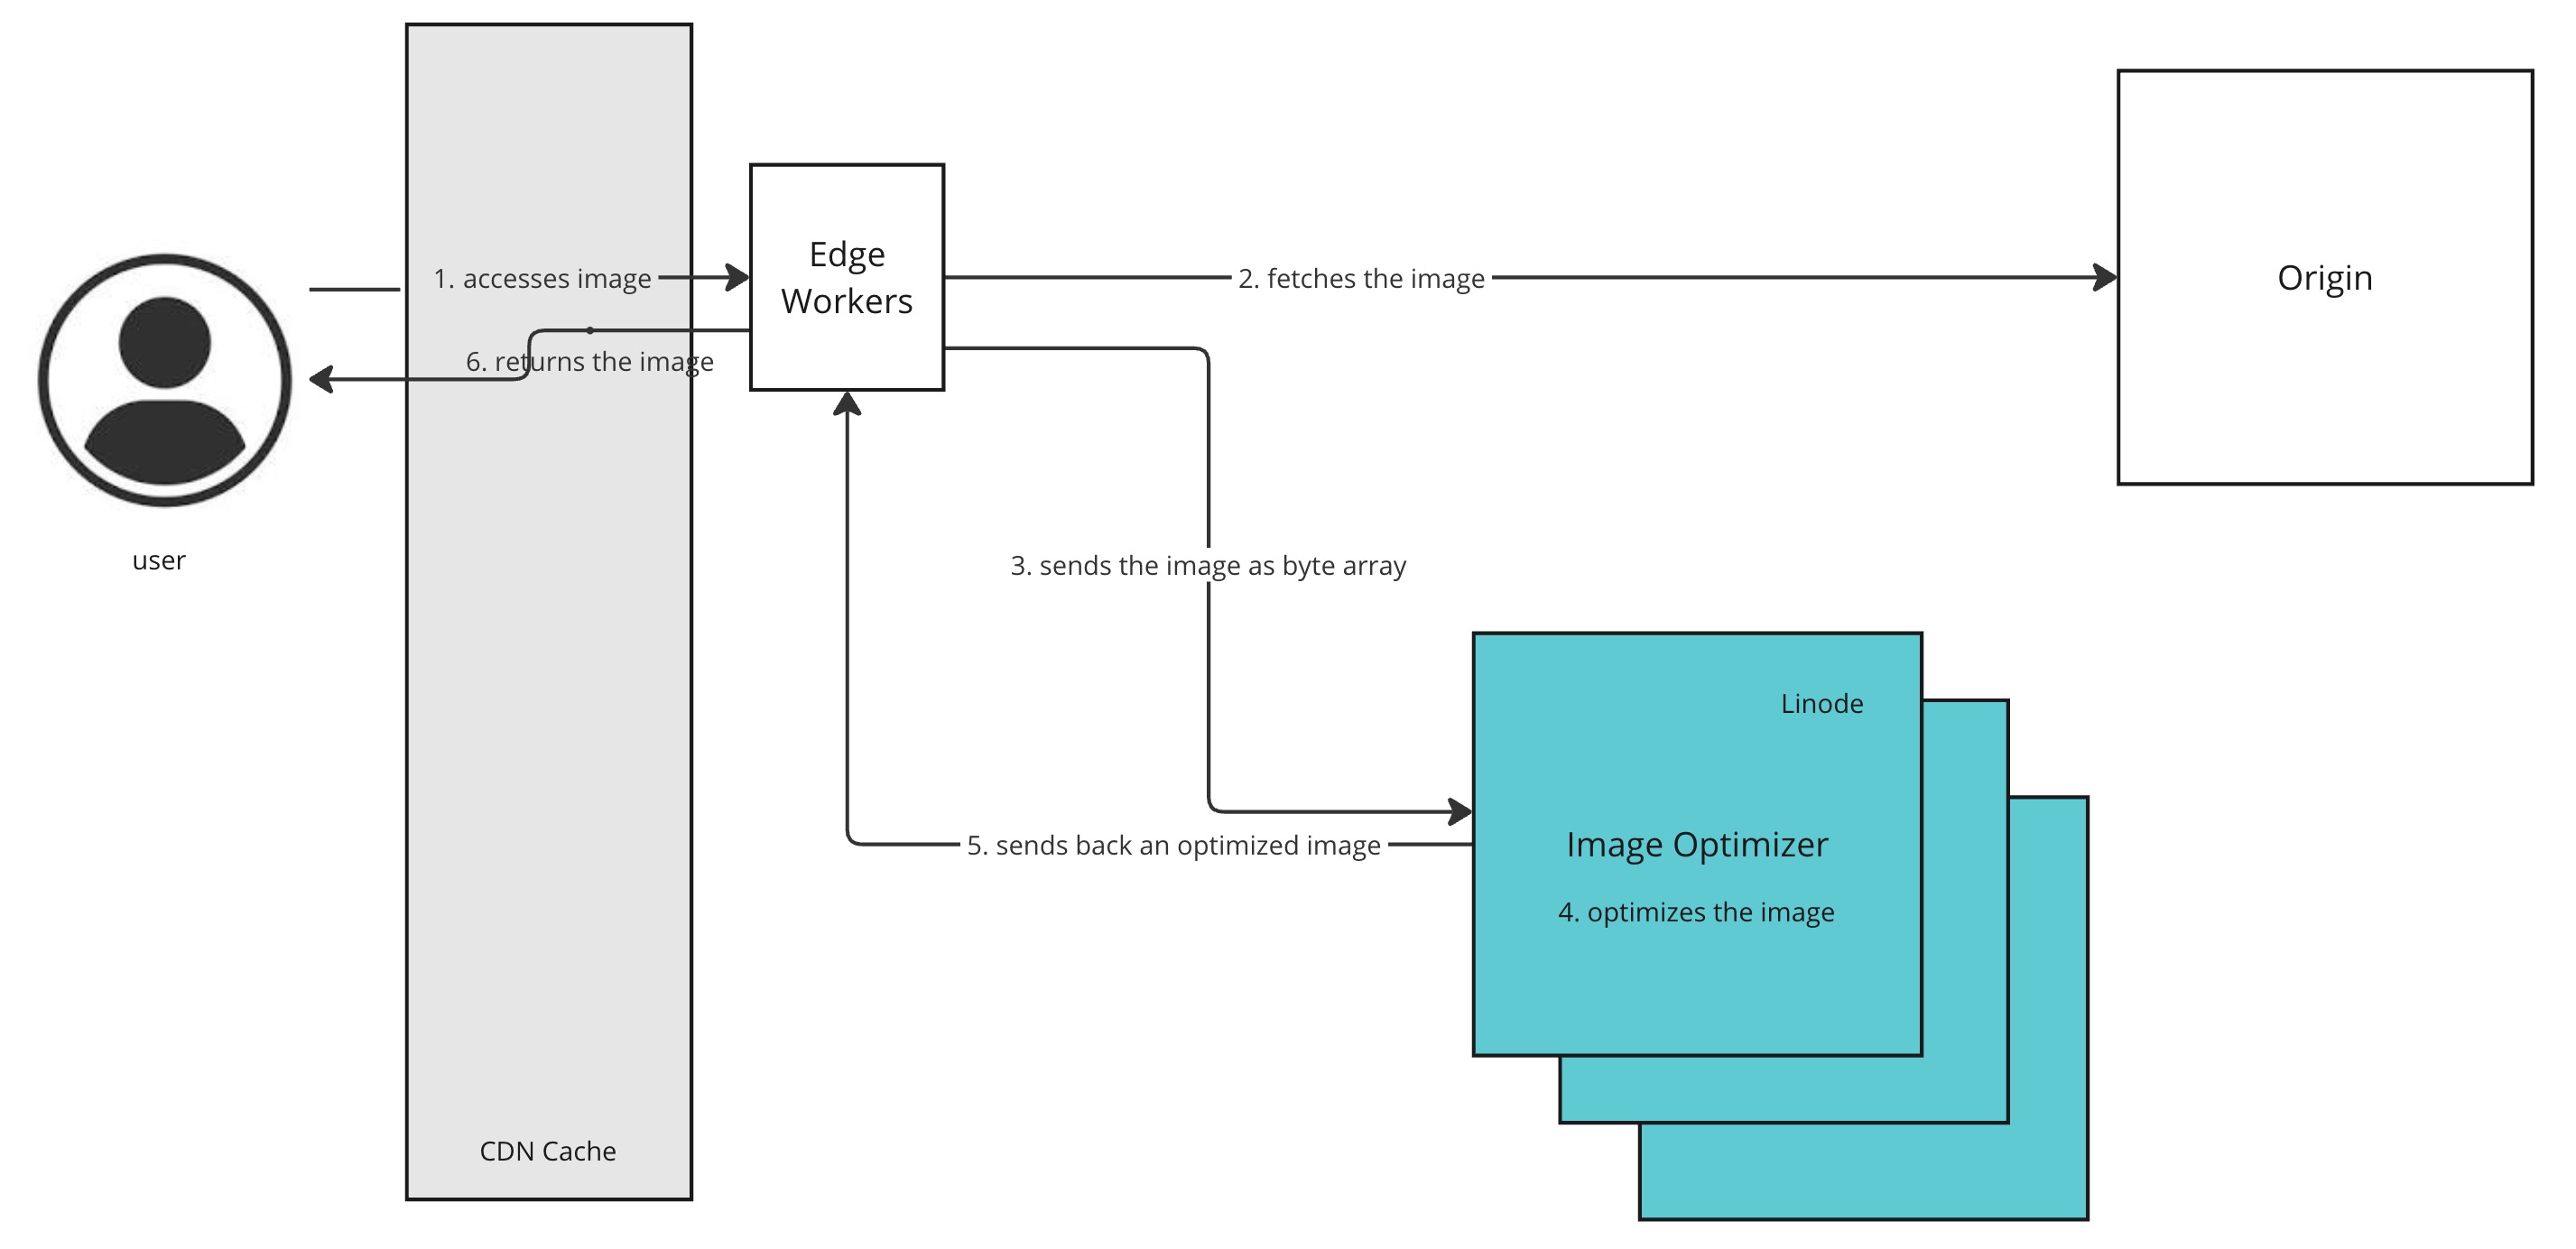 Edge
Workers
1. accesses image
2. fetches the image
Origin
6. returns the image
user
3. sends the image as byte array
Linode
Image Optimizer
5. sends back an optimized image
4. optimizes the image
CDN Cache